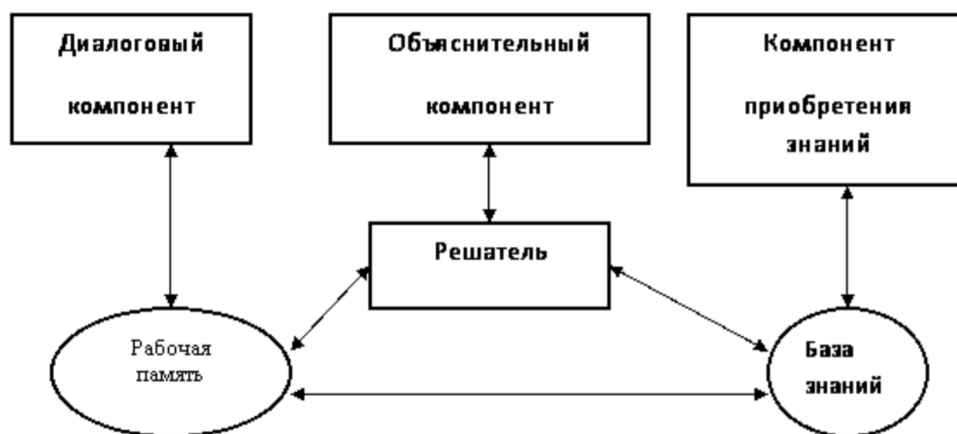 Диалоговый
компонент
Объяснительный
компонент
Компонент
приобретения
знаний
Решатель
Рабочая
память
База
знаний